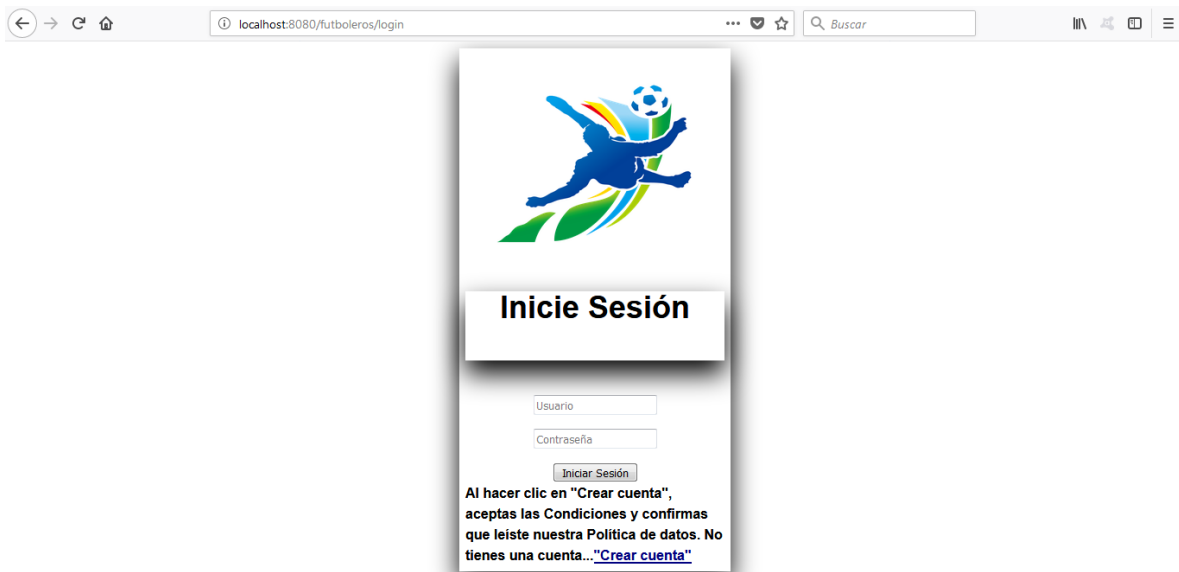 localhost:8080/futboleros/login
Buscar
Inicie Sesión
Usuario
Contraseña
Iniciar Sesión
Al hacer clic en "Crear cuenta",
aceptas las Condiciones y confirmas
que leíste nuestra Política de datos. No
tienes una cuenta..."Crear cuenta"